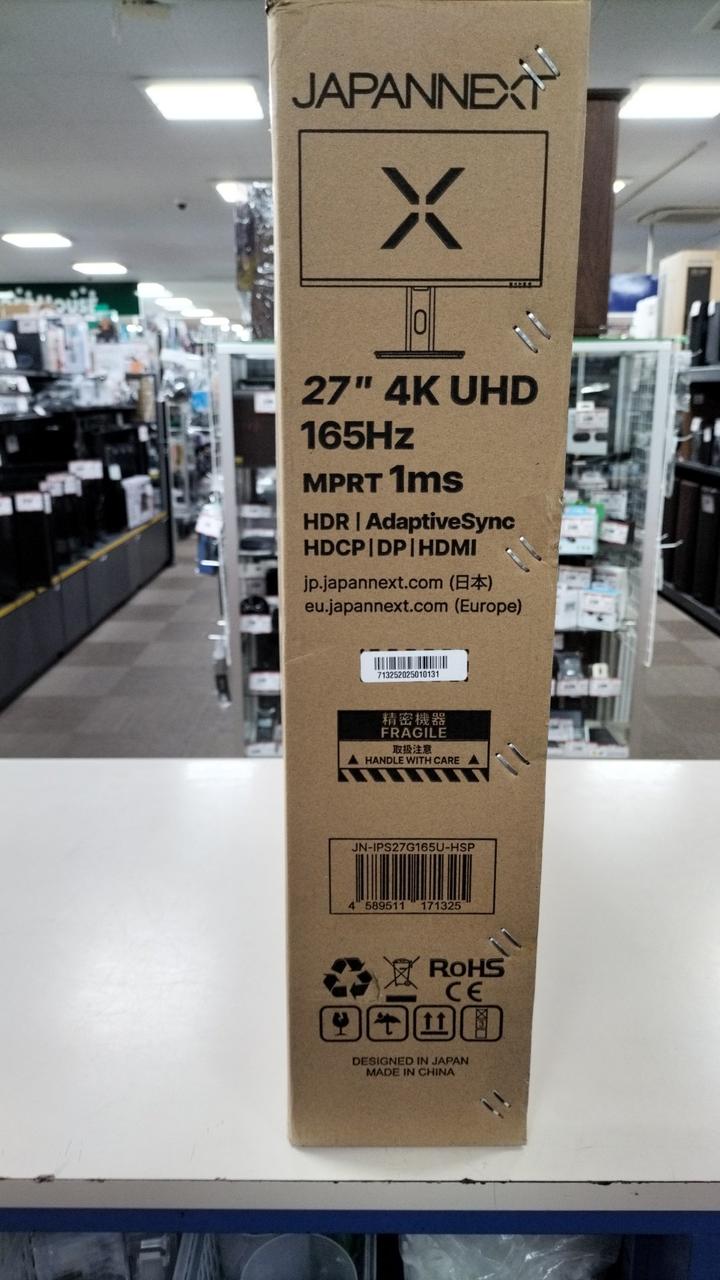 JAPANNEXT
27" 4K UHD
165Hz
MPRT 1ms
HDR | AdaptiveSync
HDCP | DP | HDMI
jp.japannext.com (日本)
eu.japannext.com (Europe)
713252025010131
精密機器
FRAGILE
取扱注意
HANDLE WITH CARE
JN-IPS27G165U-HSP
4 589511 171325
RoHS
CE
DESIGNED IN JAPAN
MADE IN CHINA